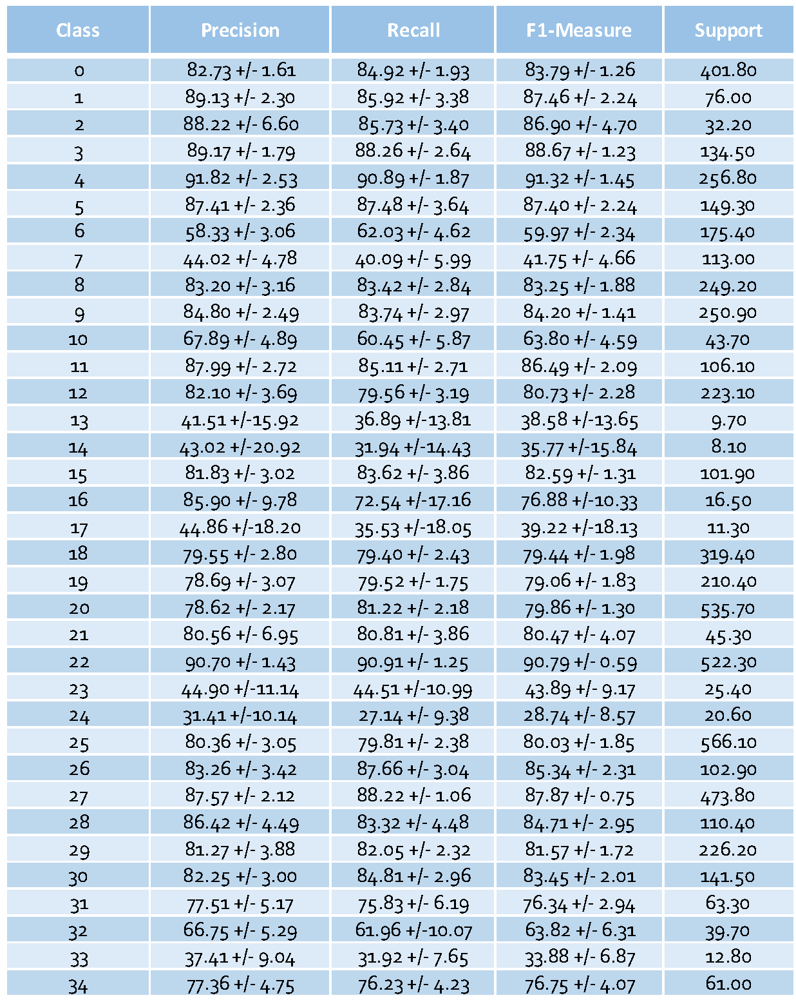 Class Precision Recall F1-Measure Support
0 82.73 +/- 1.61 84.92 +/- 1.93 83.79 +/- 1.26 401.80
1 89.13 +/- 2.30 85.92 +/- 3.38 87.46 +/- 2.24 76.00
2 88.22 +/- 6.60 85.73 +/- 3.40 86.90 +/- 4.70 32.20
3 89.17 +/- 1.79 88.26 +/- 2.64 88.67 +/- 1.23 134.50
4 91.82 +/- 2.53 90.89 +/- 1.87 91.32 +/- 1.45 256.80
5 87.41 +/- 2.36 87.48 +/- 3.64 87.40 +/- 2.24 149.30
6 58.33 +/- 3.06 62.03 +/- 4.62 59.97 +/- 2.34 175.40
7 44.02 +/- 4.78 40.09 +/- 5.99 41.75 +/- 4.66 113.00
8 83.20 +/- 3.16 83.42 +/- 2.84 83.25 +/- 1.88 249.20
9 84.80 +/- 2.49 83.74 +/- 2.97 84.20 +/- 1.41 250.90
10 67.89 +/- 4.89 60.45 +/- 5.87 63.80 +/- 4.59 43.70
11 87.99 +/- 2.72 85.11 +/- 2.71 86.49 +/- 2.09 106.10
12 82.10 +/- 3.69 79.56 +/- 3.19 80.73 +/- 2.28 223.10
13 41.51 +/-15.92 36.89 +/-13.81 38.58 +/-13.65 9.70
14 43.02 +/-20.92 31.94 +/-14.43 35.77 +/-15.84 8.10
15 81.83 +/- 3.02 83.62 +/- 3.86 82.59 +/- 1.31 101.90
16 85.90 +/- 9.78 72.54 +/-17.16 76.88 +/-10.33 16.50
17 44.86 +/-18.20 35.53 +/-18.05 39.22 +/-18.13 11.30
18 79.55 +/- 2.80 79.40 +/- 2.43 79.44 +/- 1.98 319.40
19 78.69 +/- 3.07 79.52 +/- 1.75 79.06 +/- 1.83 210.40
20 78.62 +/- 2.17 81.22 +/- 2.18 79.86 +/- 1.30 535.70
21 80.56 +/- 6.95 80.81 +/- 3.86 80.47 +/- 4.07 45.30
22 90.70 +/- 1.43 90.91 +/- 1.25 90.79 +/- 0.59 522.30
23 44.90 +/-11.14 44.51 +/-10.99 43.89 +/- 9.17 25.40
24 31.41 +/-10.14 27.14 +/- 9.38 28.74 +/- 8.57 20.60
25 80.36 +/- 3.05 79.81 +/- 2.38 80.03 +/- 1.85 566.10
26 83.26 +/- 3.42 87.66 +/- 3.04 85.34 +/- 2.31 102.90
27 87.57 +/- 2.12 88.22 +/- 1.06 87.87 +/- 0.75 473.80
28 86.42 +/- 4.49 83.32 +/- 4.48 84.71 +/- 2.95 110.40
29 81.27 +/- 3.88 82.05 +/- 2.32 81.57 +/- 1.72 226.20
30 82.25 +/- 3.00 84.81 +/- 2.96 83.45 +/- 2.01 141.50
31 77.51 +/- 5.17 75.83 +/- 6.19 76.34 +/- 2.94 63.30
32 66.75 +/- 5.29 61.96 +/-10.07 63.82 +/- 6.31 39.70
33 37.41 +/- 9.04 31.92 +/- 7.65 33.88 +/- 6.87 12.80
34 77.36 +/- 4.75 76.23 +/- 4.23 76.75 +/- 4.07 61.00